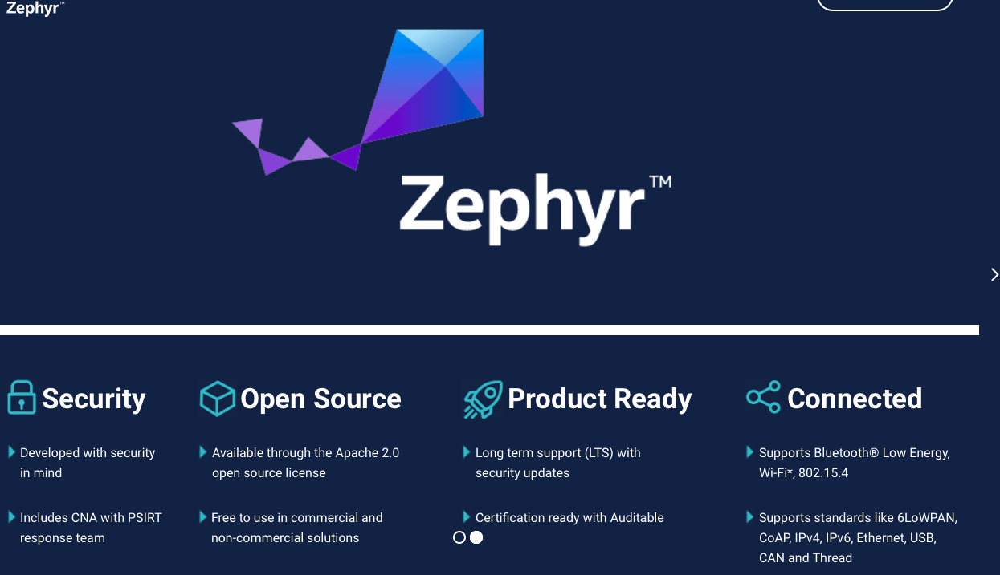 Zephyr™
Zephyr™
Security
Open Source
Product Ready
Connected
Developed with security
in mind
Includes CNA with PSIRT
response team
Available through the Apache 2.0
open source license
Free to use in commercial and
non-commercial solutions
Long term support (LTS) with
security updates
Certification ready with Auditable
Supports Bluetooth® Low Energy,
Wi-Fi*, 802.15.4
Supports standards like 6LoWPAN,
CoAP, IPv4, IPv6, Ethernet, USB,
CAN and Thread